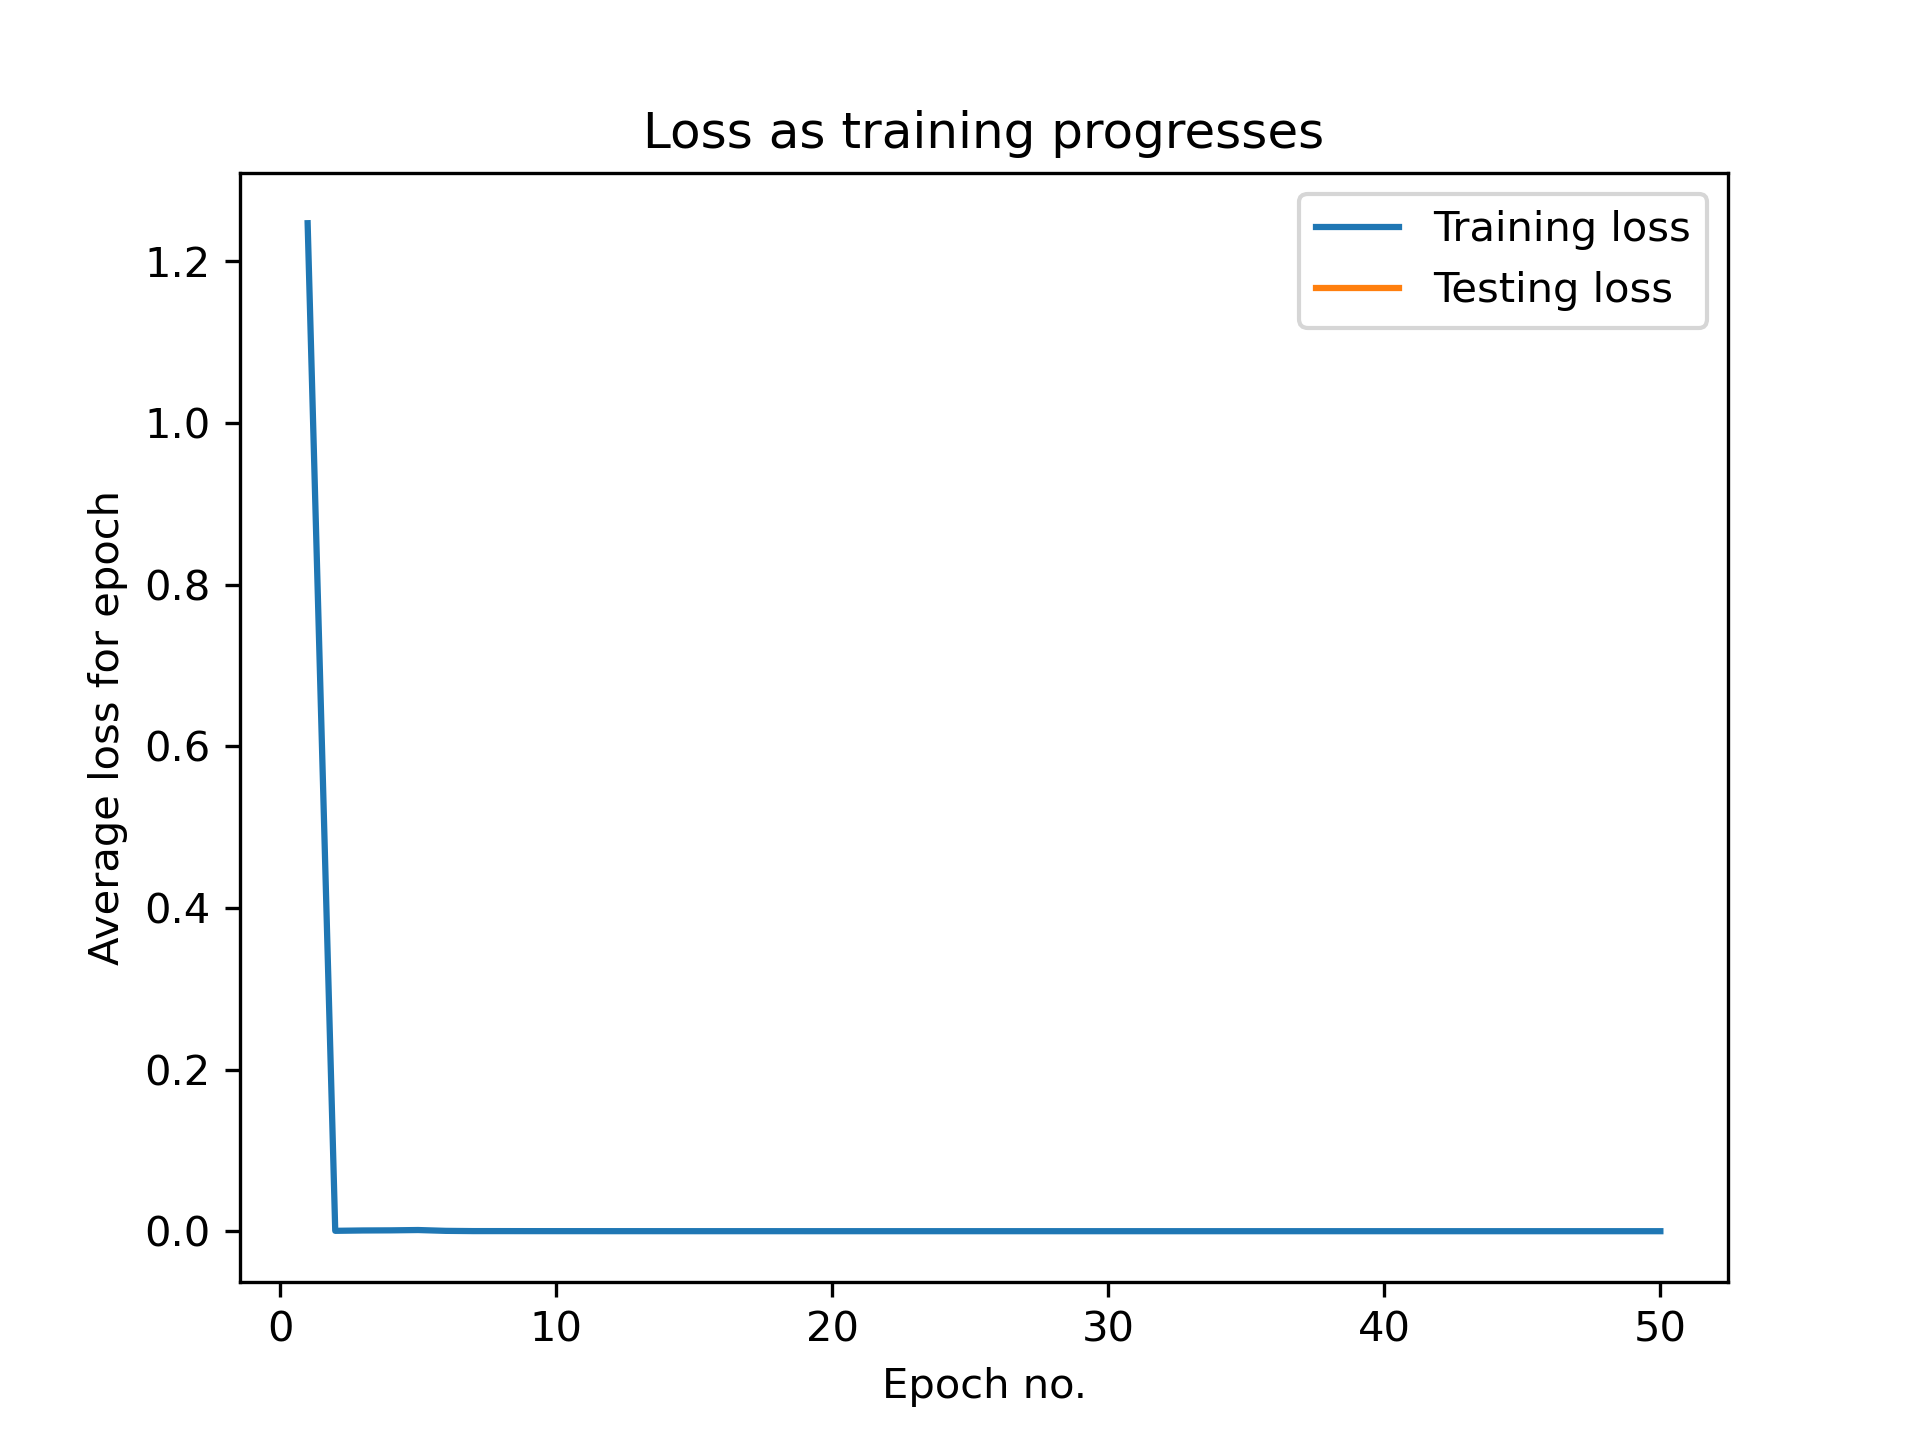 Loss as training progresses
Training loss
Testing loss
Average loss for epoch
1.2
1.0
0.8
0.6
0.4
0.2
0.0
0 10 20 30 40 50
Epoch no.